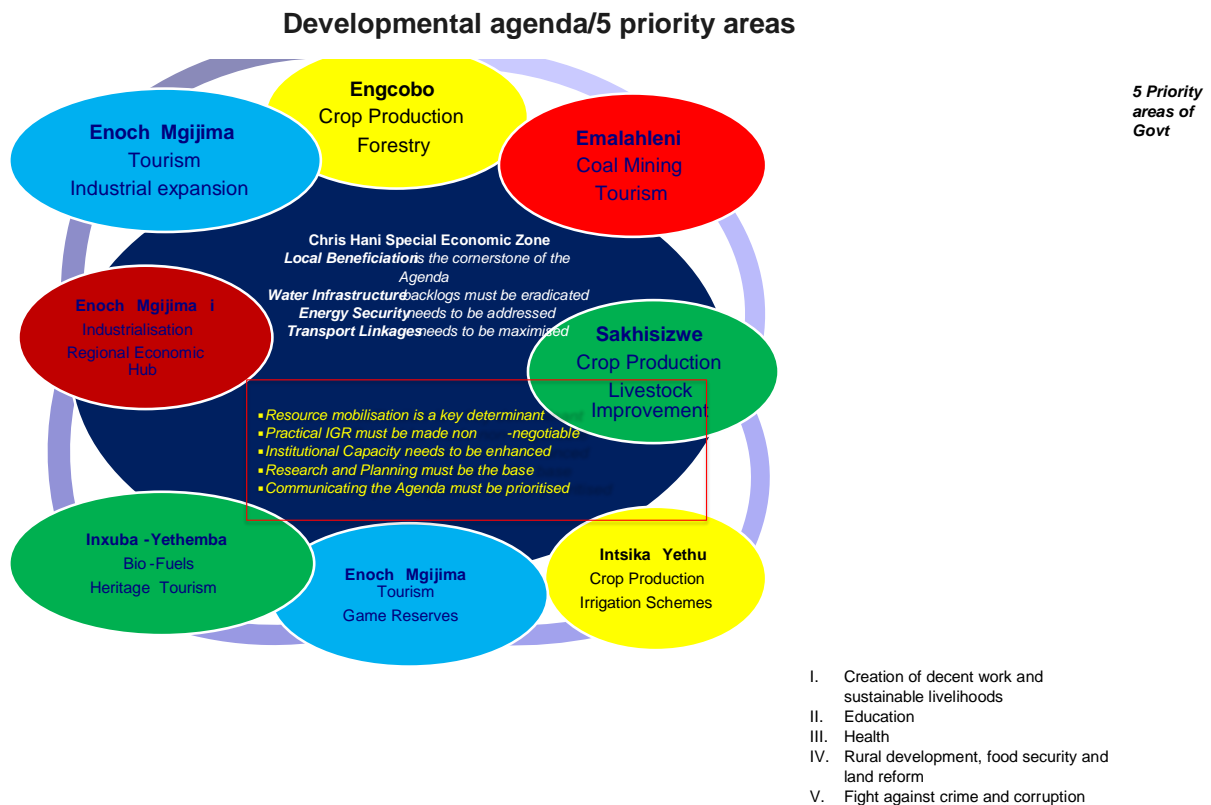 Developmental agenda/5 priority areas
5 Priority
areas of
Govt
Engcobo
Crop Production
Forestry
Enoch Mgijima
Tourism
Industrial expansion
Emalahleni
Coal Mining
Tourism
Chris Hani Special Economic Zone
Local Beneficiation is the cornerstone of the
Agenda
Water Infrastructure backlogs must be eradicated
Energy Security needs to be addressed
Transport Linkages needs to be maximised
Enoch Mgijima i
Industrialisation
Regional Economic
Hub
Sakhisizwe
Crop Production
Livestock
Improvement
▪Resource mobilisation is a key determinant
▪Practical IGR must be made non -negotiable
▪Institutional Capacity needs to be enhanced
▪Research and Planning must be the base
▪Communicating the Agenda must be prioritised
Inxuba -Yethemba
Bio -Fuels
Heritage Tourism
Enoch Mgijima
Tourism
Game Reserves
Intsika Yethu
Crop Production
Irrigation Schemes
I. Creation of decent work and
sustainable livelihoods
II. Education
III. Health
IV. Rural development, food security and
land reform
V. Fight against crime and corruption